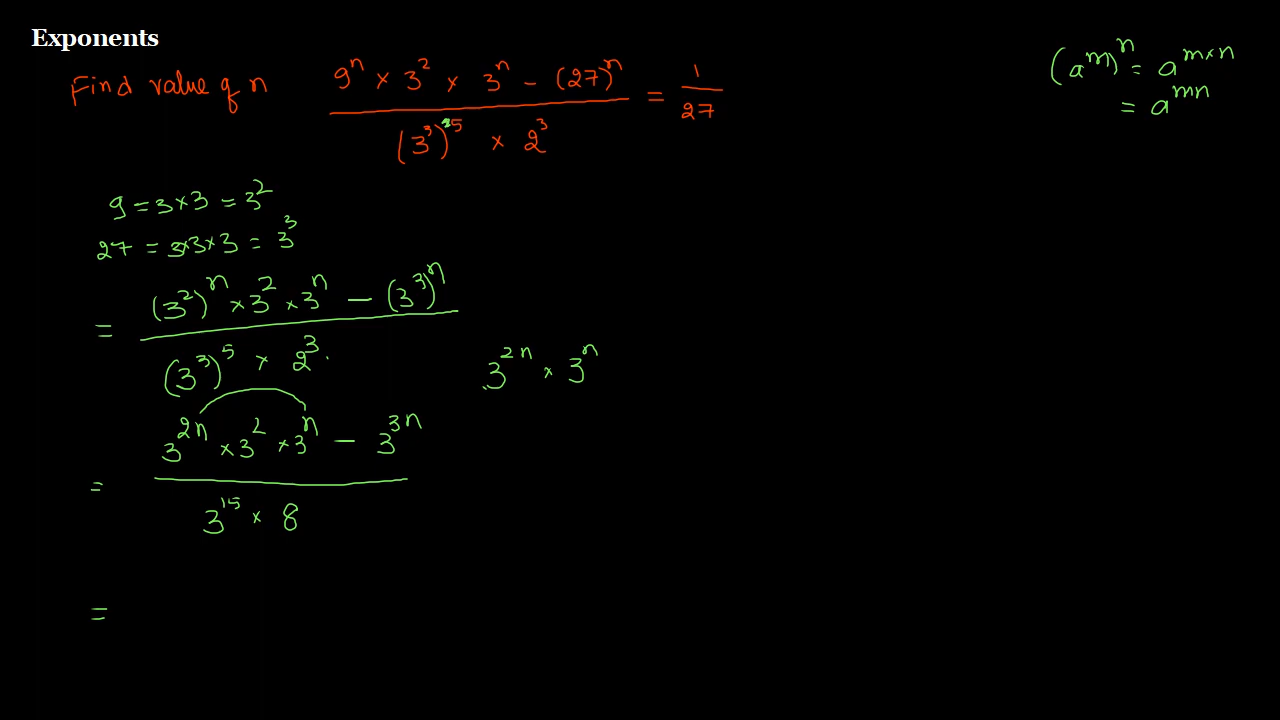 Exponents
Find value of n (9^n × 3^2 × 3^n - (27)^n) / ((3^3)^5 × 2^3) = 1/27
(a^m)^n = a^(m×n)
= a^(mn)
9 = 3×3 = 3^2
27 = 3×3×3 = 3^3
= ((3^2)^n × 3^2 × 3^n - (3^3)^n) / ((3^3)^5 × 2^3)
3^(2n) × 3^n
= (3^(2n) × 3^2 × 3^n - 3^(3n)) / (3^15 × 8)
=